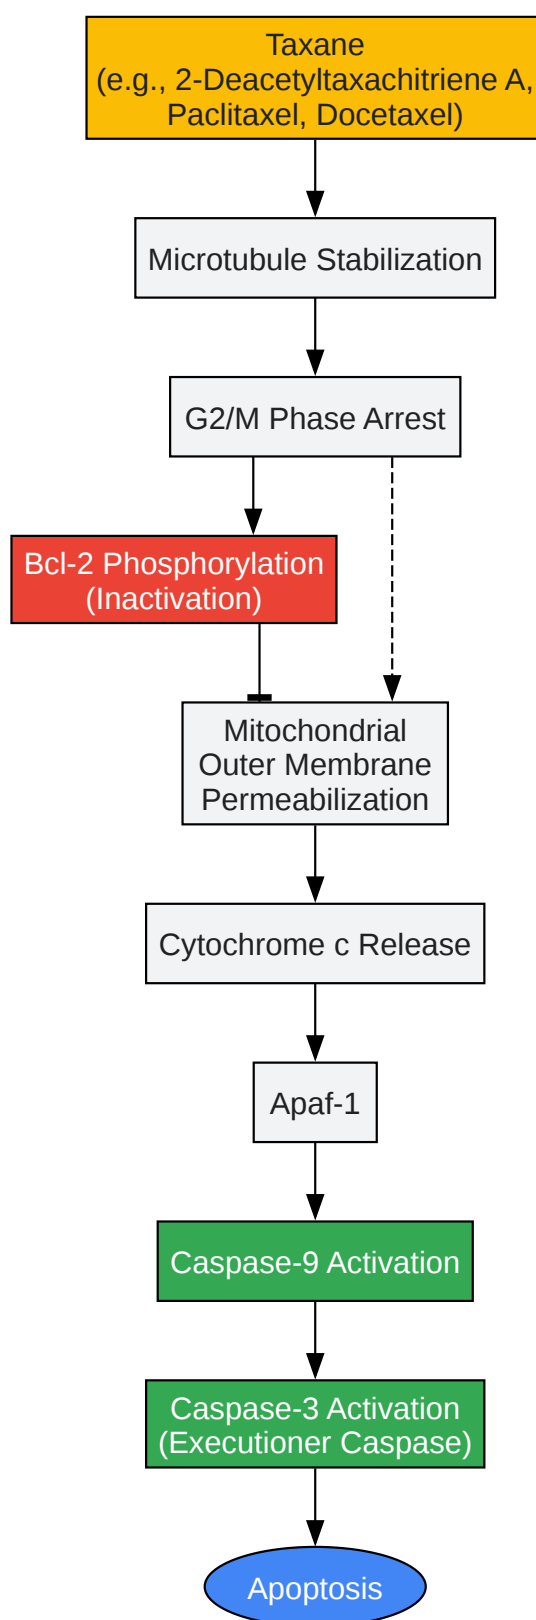 Taxane
(e.g., 2-Deacetyltaxachitriene A,
Paclitaxel, Docetaxel)
Microtubule Stabilization
G2/M Phase Arrest
Bcl-2 Phosphorylation
(Inactivation)
Mitochondrial
Outer Membrane
Permeabilization
Cytochrome c Release
Apaf-1
Caspase-9 Activation
Caspase-3 Activation
(Executioner Caspase)
Apoptosis